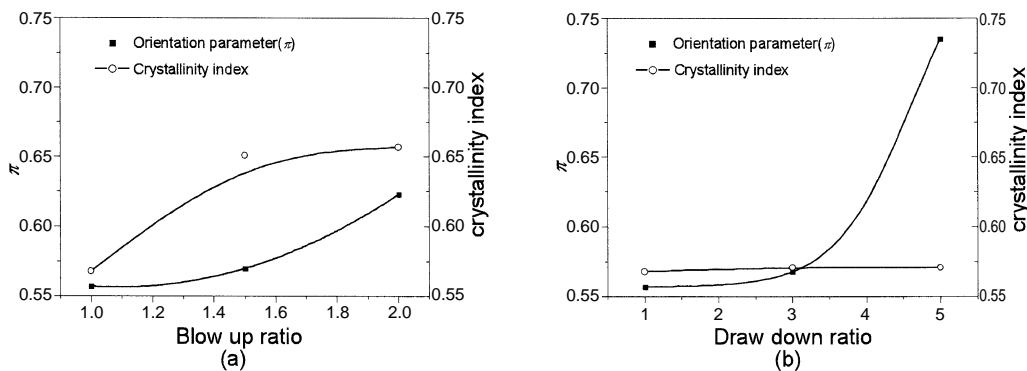 0.75
0.70
0.65
0.60
0.55
π
Orientation parameter(π)
Crystallinity index
0.75
0.70
0.65
0.60
0.55
crystallinity index
1.0 1.2 1.4 1.6 1.8 2.0
Blow up ratio
(a)
0.75
0.70
0.65
0.60
0.55
π
Orientation parameter(π)
Crystallinity index
0.75
0.70
0.65
0.60
0.55
crystallinity index
1 2 3 4 5
Draw down ratio
(b)